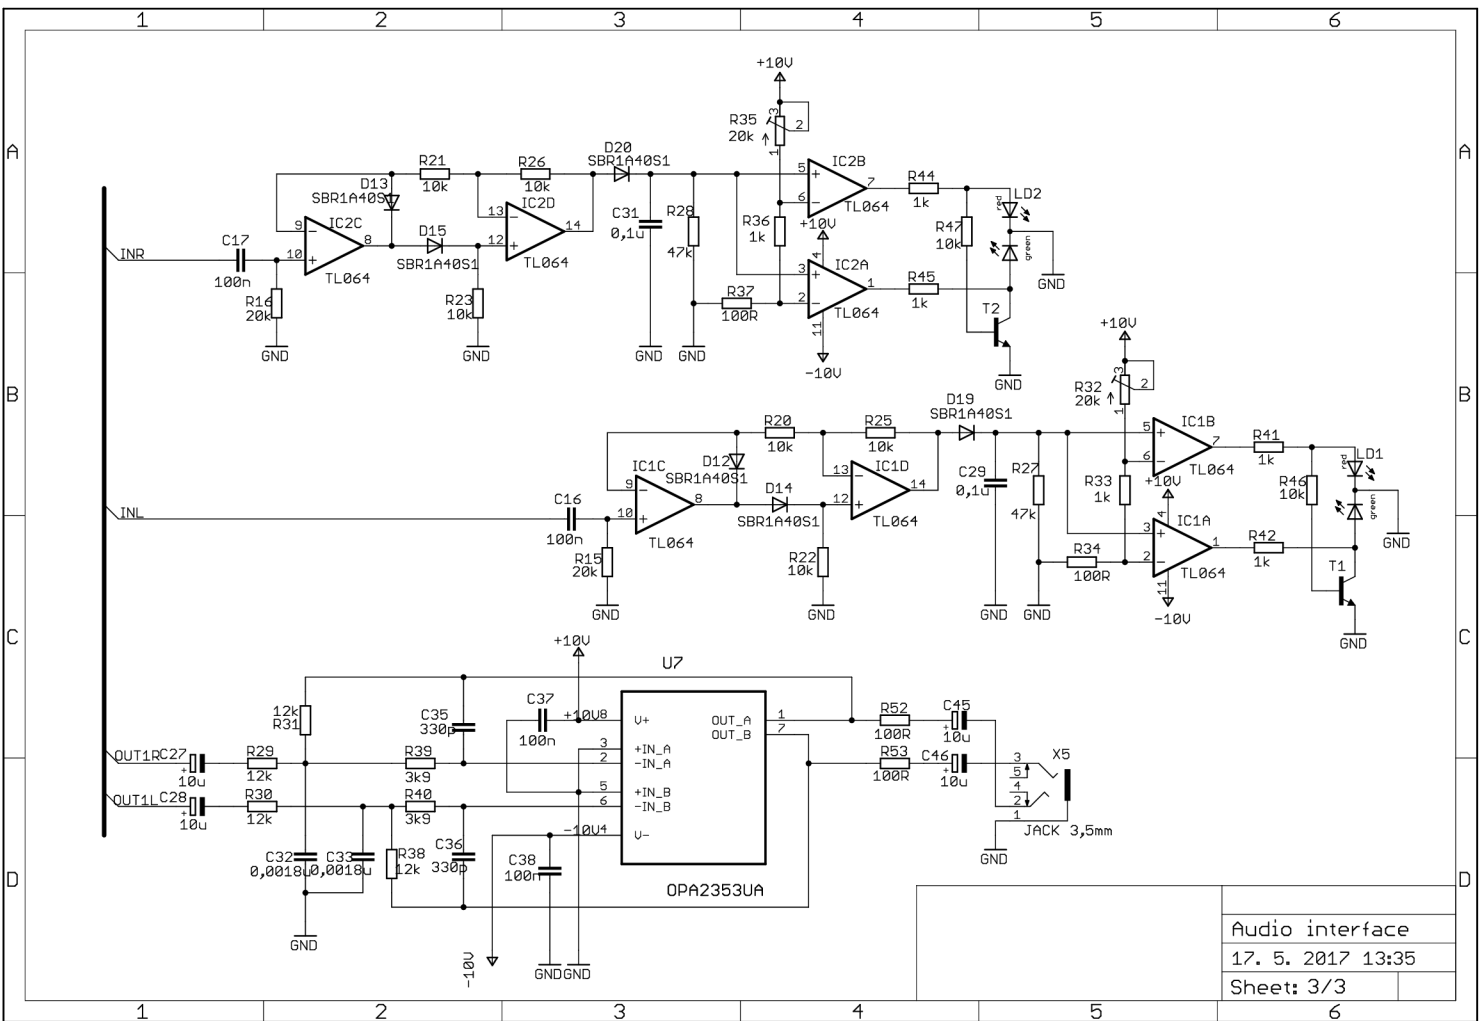 1 2 3 4 5 6
A A
B B
C C
D D
+10V
R35
20k
3
2
1
D20
SBR1A40S1
R21
10k
R26
10k
D13
SBR1A40S1
IC2C
9
10
8
TL064
D15
SBR1A40S1
IC2D
13
12
14
TL064
INR
C17
100n
R16
20k
GND
R23
10k
GND
C31
0,1u
GND
R28
47k
GND
R36
1k
R37
100R
IC2B
5
6
7
TL064
+10V
4
IC2A
3
2
1
11
TL064
-10V
R44
1k
R45
1k
R47
10k
LD2
red
green
GND
T2
GND
+10V
R32
20k
3
2
1
D19
SBR1A40S1
R20
10k
R25
10k
D12
SBR1A40S1
IC1C
9
10
8
TL064
D14
SBR1A40S1
IC1D
13
12
14
TL064
INL
C16
100n
R15
20k
GND
R22
10k
GND
C29
0,1u
GND
R27
47k
GND
R33
1k
R34
100R
IC1B
5
6
7
TL064
+10V
4
IC1A
3
2
1
11
TL064
-10V
R41
1k
R42
1k
R46
10k
LD1
red
green
GND
T1
GND
+10V
U7
12k
R31
C35
330p
C37
100n
+10V8
V+
OUT_A
1
OUT_B
7
3
+IN_A
2
-IN_A
5
+IN_B
6
-IN_B
-10V4
V-
OPA2353UA
OUT1R
C27
10u
+
R29
12k
R39
3k9
OUT1L
C28
10u
+
R30
12k
R40
3k9
C32
0,0018u
C33
0,0018u
R38
12k
C36
330p
C38
100n
GND
-10V
GND
GND
R52
100R
C45
10u
+
R53
100R
C46
10u
+
X5
3
5
4
2
1
JACK 3,5mm
GND
Audio interface
17. 5. 2017 13:35
Sheet: 3/3
1 2 3 4 5 6